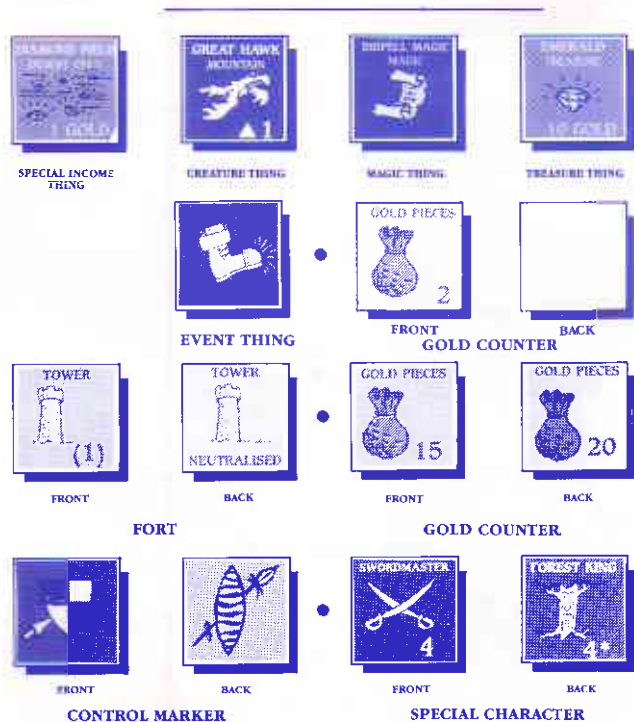 DIAMOND FIELD
DESERT CITY
1 GOLD
GREAT HAWK
MOUNTAIN
1
DISPELL MAGIC
MAGIC
EMERALD
TREASURE
10 GOLD
SPECIAL INCOME
THING
CREATURE THING
MAGIC THING
TREASURE THING
GOLD PIECES
2
EVENT THING
FRONT
BACK
GOLD COUNTER
TOWER
(1)
TOWER
NEUTRALISED
GOLD PIECES
15
GOLD PIECES
20
FRONT
BACK
FRONT
BACK
FORT
GOLD COUNTER
SWORDMASTER
4
FOREST KING
4*
FRONT
BACK
FRONT
BACK
CONTROL MARKER
SPECIAL CHARACTER